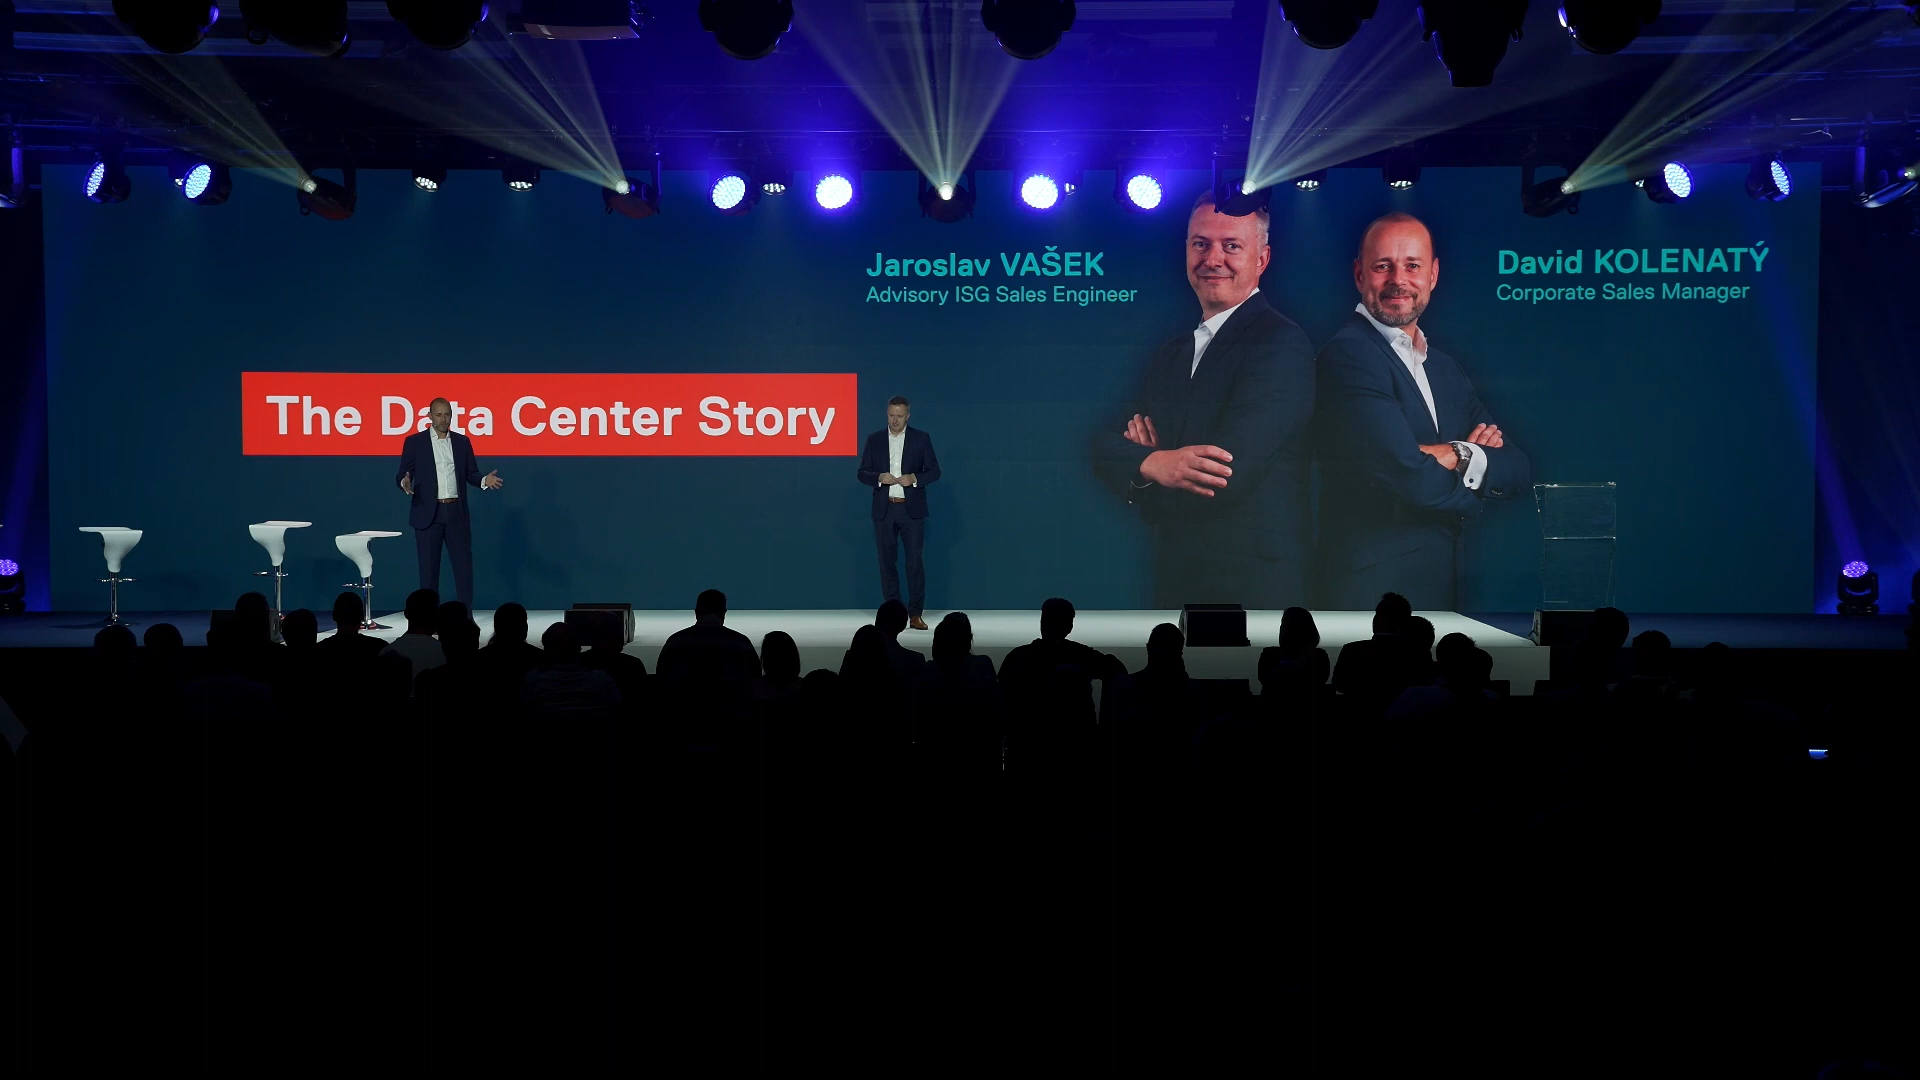 Jaroslav VAŠEK
Advisory ISG Sales Engineer
David KOLENATÝ
Corporate Sales Manager
The Data Center Story